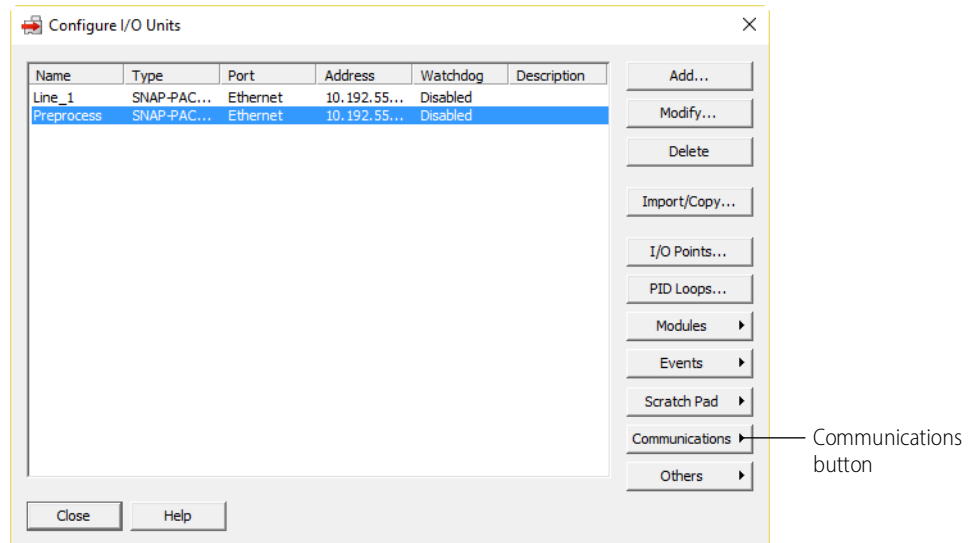 Configure I/O Units
Name Type Port Address Watchdog Description
Line_1 SNAP-PAC... Ethernet 10.192.55... Disabled
Preprocess SNAP-PAC... Ethernet 10.192.55... Disabled
Add...
Modify...
Delete
Import/Copy...
I/O Points...
PID Loops...
Modules
Events
Scratch Pad
Communications
Others
Communications
button
Close Help